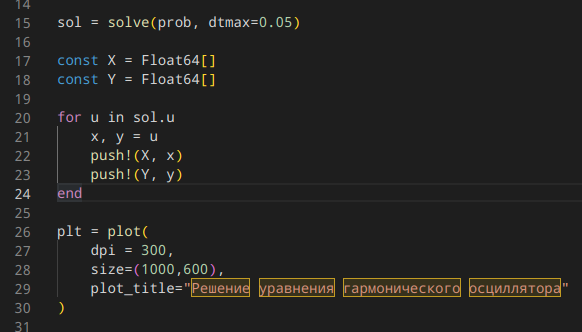 14
15 sol = solve(prob, dtmax=0.05)
16
17 const X = Float64[]
18 const Y = Float64[]
19
20 for u in sol.u
21     x, y = u
22     push!(X, x)
23     push!(Y, y)
24 end
25
26 plt = plot(
27     dpi = 300,
28     size=(1000,600),
29     plot_title="Решение уравнения гармонического осциллятора"
30 )
31